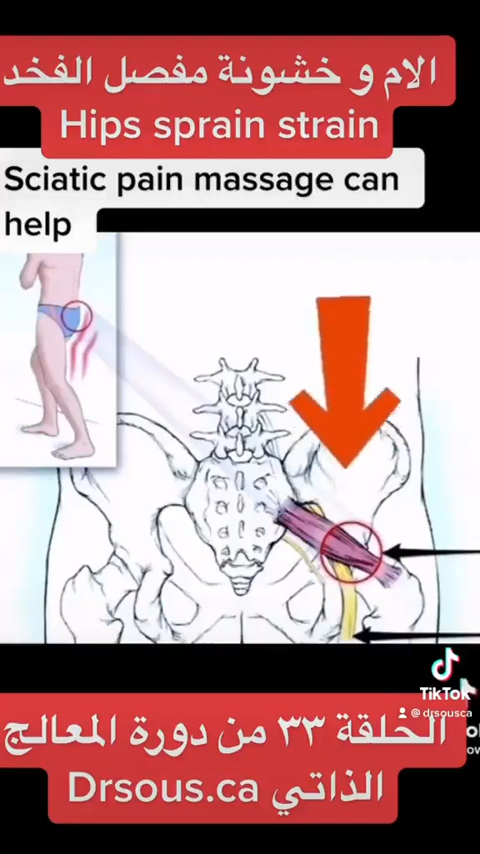 الام و خشونة مفصل الفخد
Hips sprain strain
Sciatic pain massage can
help
TikTok
@drsousca
الحلقة ٣٣ من دورة المعالج
الذاتي Drsous.ca